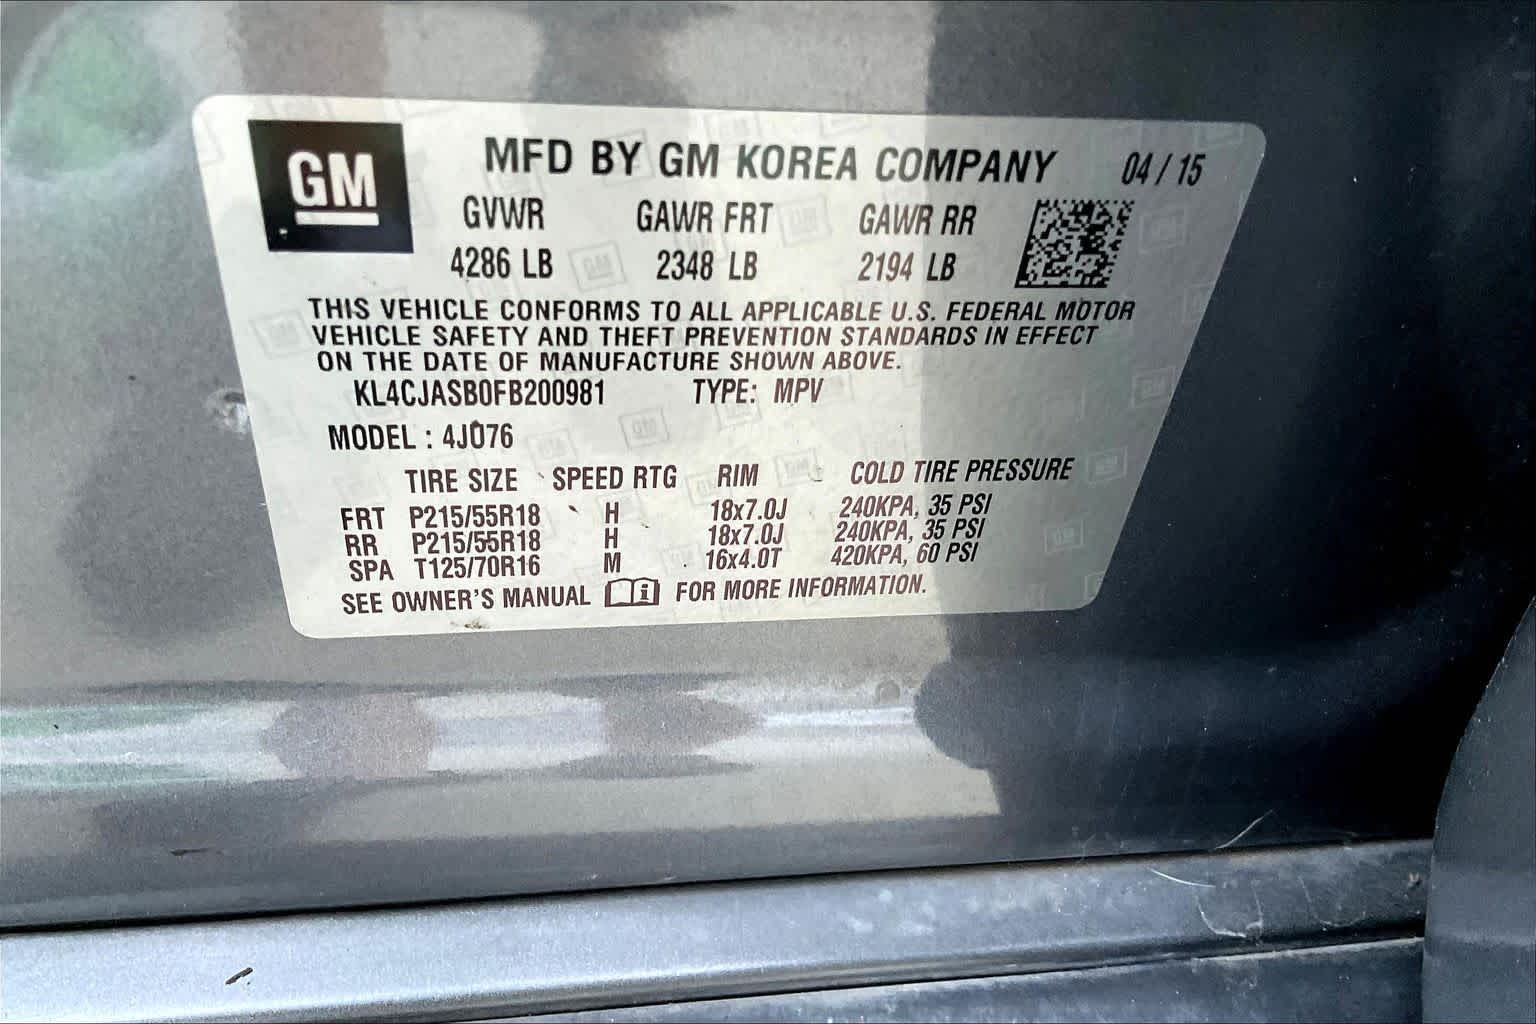 GM
MFD BY GM KOREA COMPANY 04 / 15
GVWR GAWR FRT GAWR RR
4286 LB 2348 LB 2194 LB
THIS VEHICLE CONFORMS TO ALL APPLICABLE U.S. FEDERAL MOTOR
VEHICLE SAFETY AND THEFT PREVENTION STANDARDS IN EFFECT
ON THE DATE OF MANUFACTURE SHOWN ABOVE.
KL4CJASB0FB200981 TYPE: MPV
MODEL : 4J076
TIRE SIZE SPEED RTG RIM COLD TIRE PRESSURE
FRT P215/55R18 H 18x7.0J 240KPA, 35 PSI
RR P215/55R18 H 18x7.0J 240KPA, 35 PSI
SPA T125/70R16 M 16x4.0T 420KPA, 60 PSI
SEE OWNER'S MANUAL i FOR MORE INFORMATION.